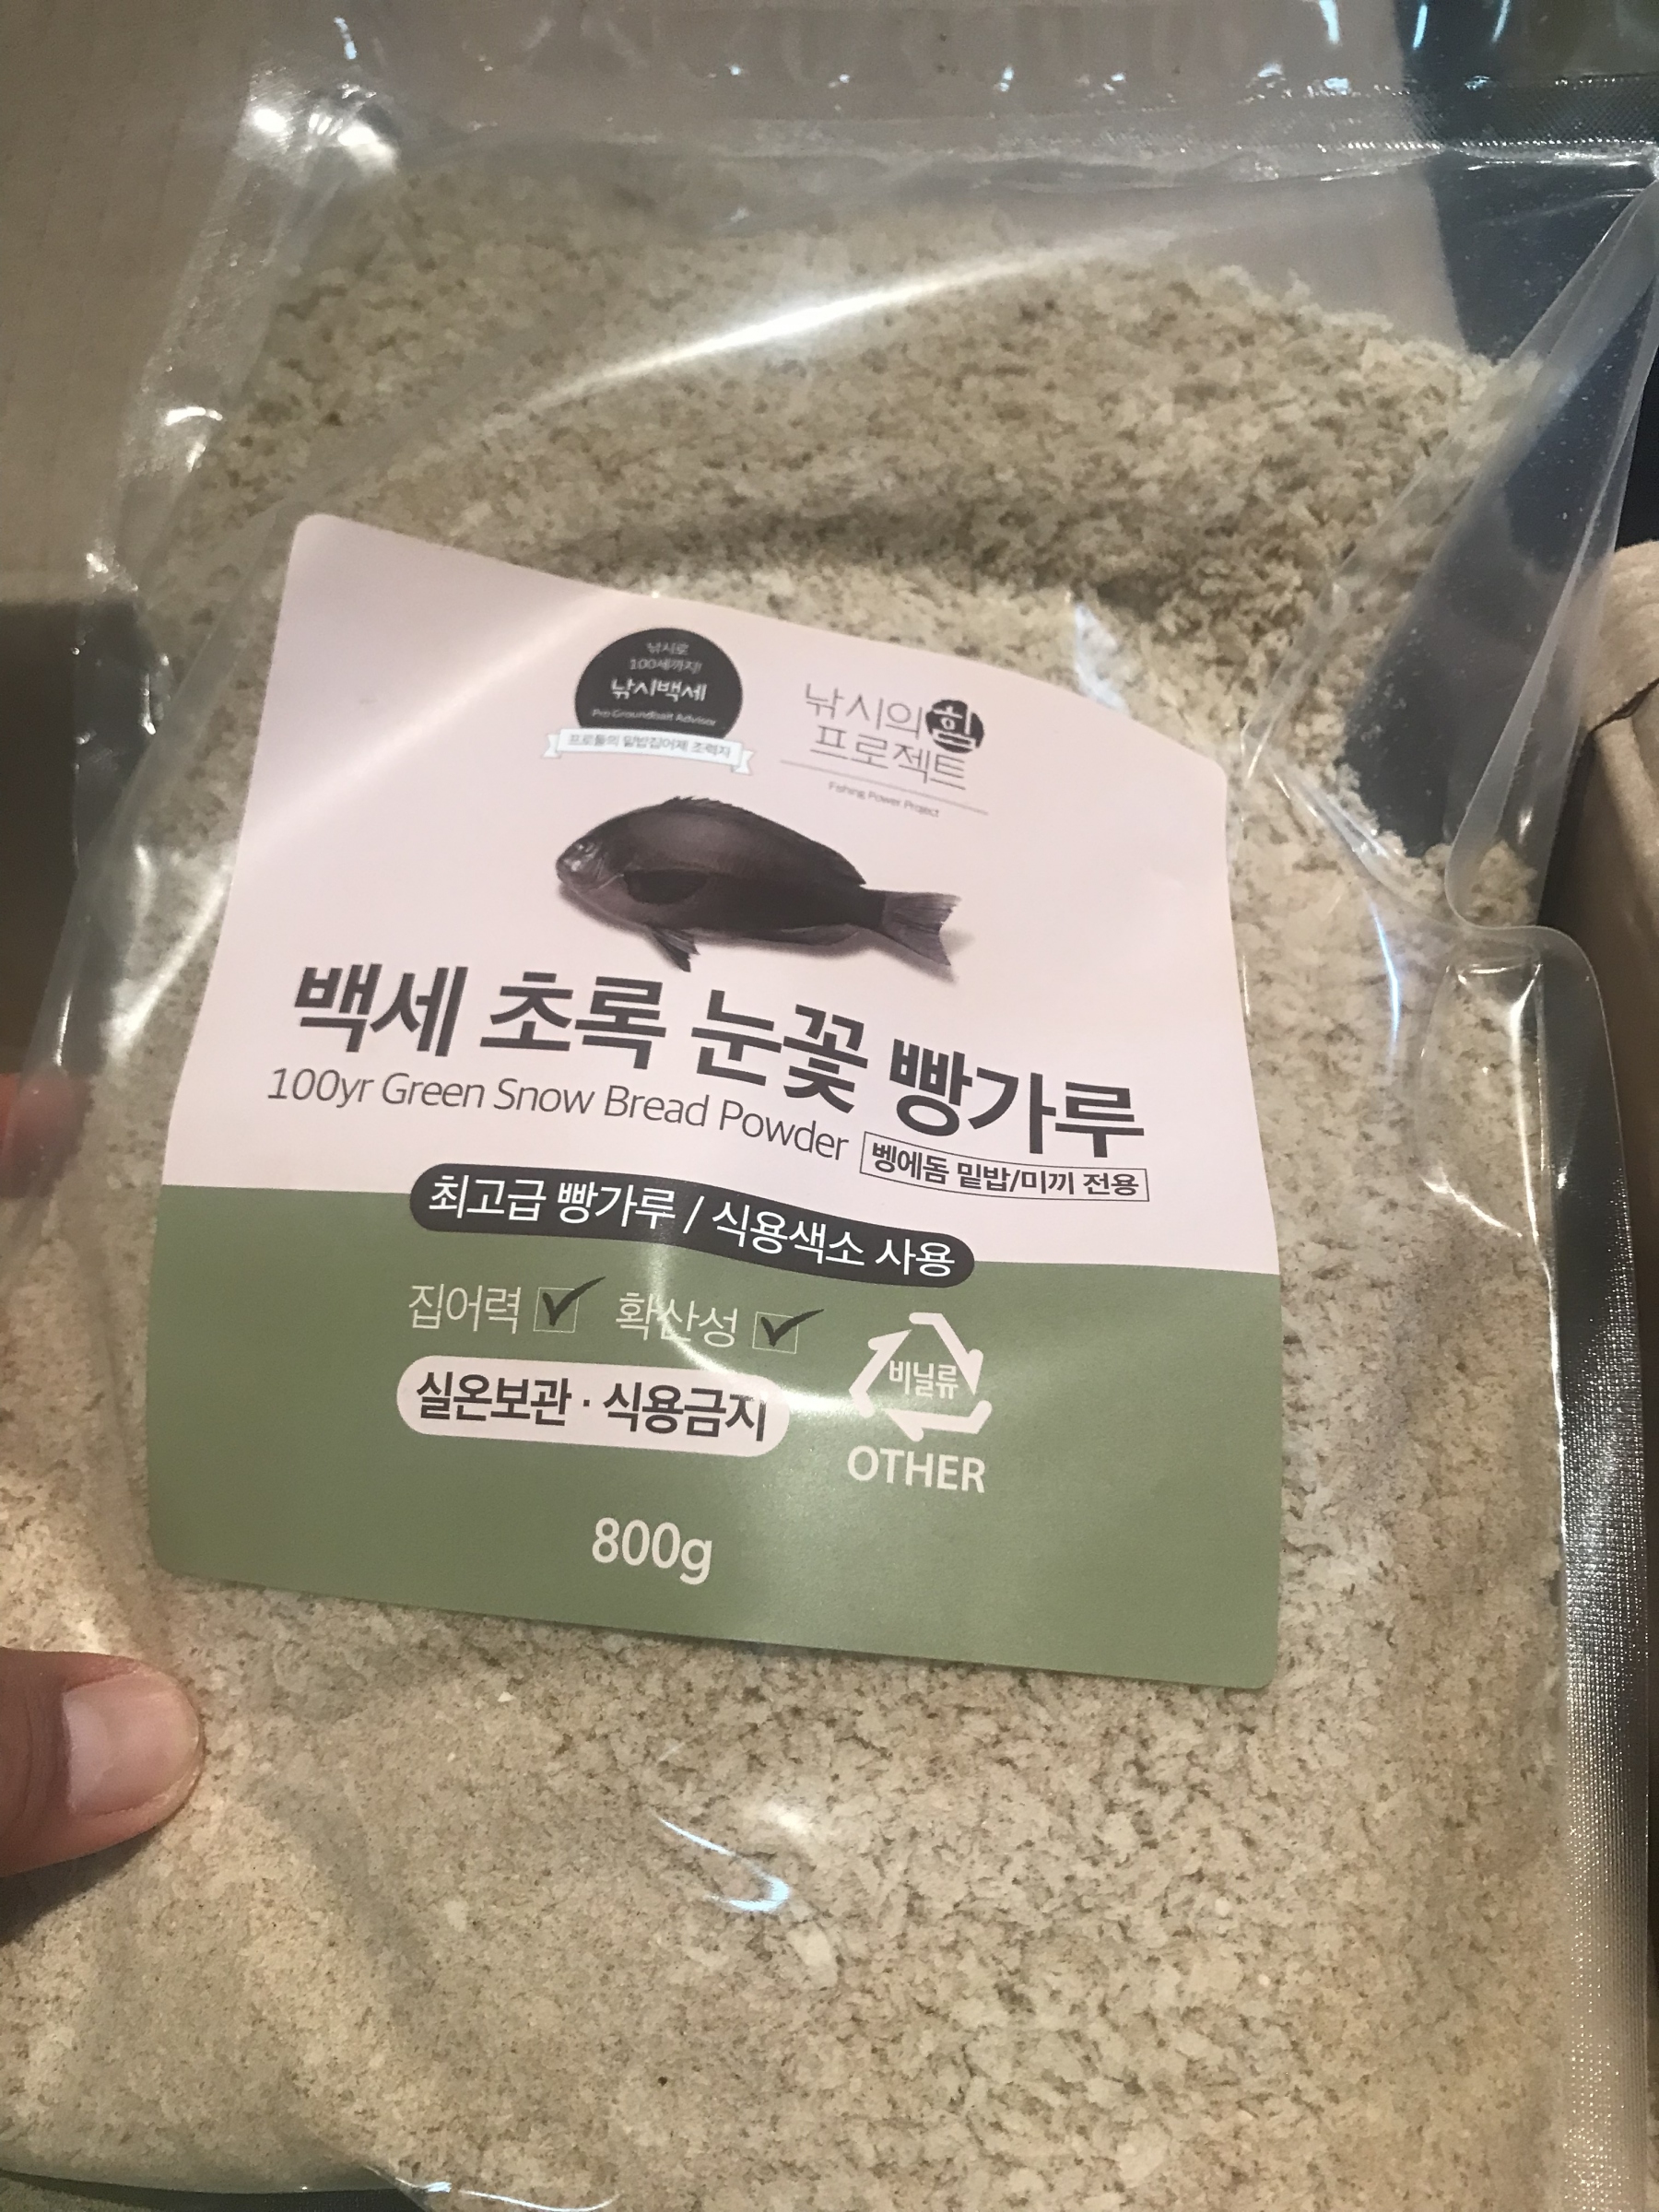 낚시로
100세까지!
낚시백세
Pro Groundbait Advisor
프로들의 밑밥집어제 조력자
낚시의힘
프로젝트
Fishing Power Project
백세 초록 눈꽃 빵가루
100yr Green Snow Bread Powder
벵에돔 밑밥/미끼 전용
최고급 빵가루 / 식용색소 사용
집어력 확산성
비닐류
실온보관 · 식용금지
OTHER
800g